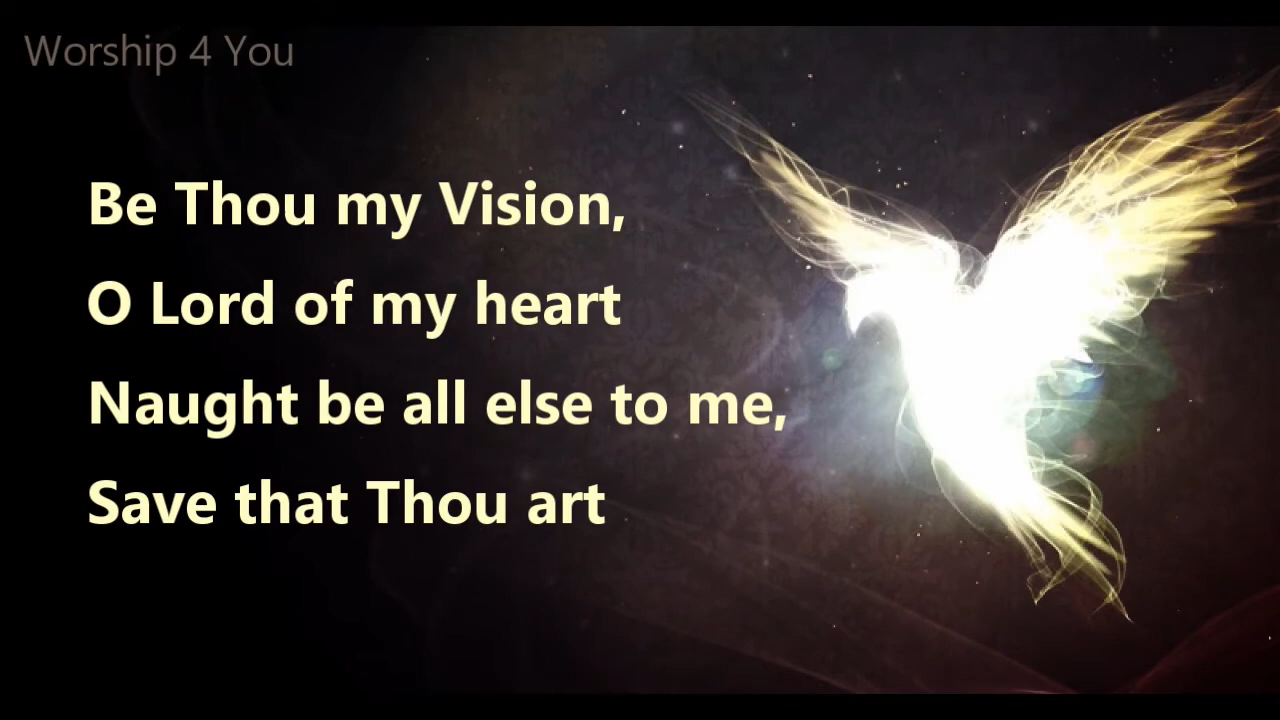 Worship 4 You
Be Thou my Vision,
O Lord of my heart
Naught be all else to me,
Save that Thou art